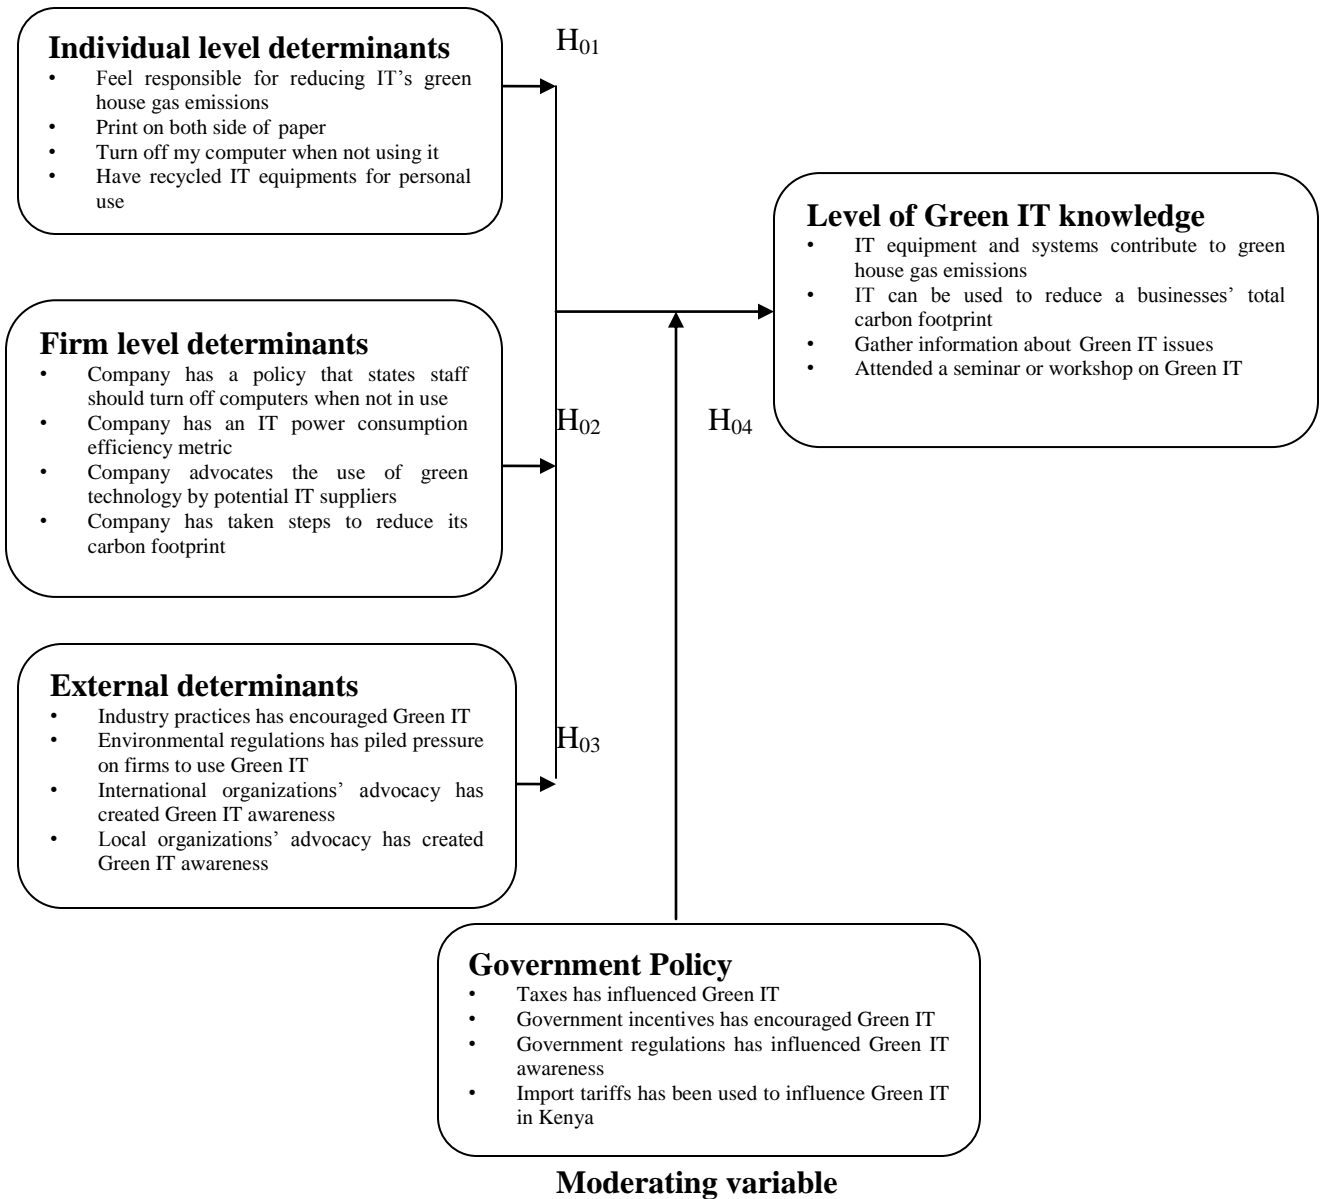 Individual level determinants
• Feel responsible for reducing IT’s green
house gas emissions
• Print on both side of paper
• Turn off my computer when not using it
• Have recycled IT equipments for personal
use
H01
Level of Green IT knowledge
• IT equipment and systems contribute to green
house gas emissions
• IT can be used to reduce a businesses’ total
carbon footprint
• Gather information about Green IT issues
• Attended a seminar or workshop on Green IT
Firm level determinants
• Company has a policy that states staff
should turn off computers when not in use
• Company has an IT power consumption
efficiency metric
• Company advocates the use of green
technology by potential IT suppliers
• Company has taken steps to reduce its
carbon footprint
H02
H04
External determinants
• Industry practices has encouraged Green IT
• Environmental regulations has piled pressure
on firms to use Green IT
• International organizations’ advocacy has
created Green IT awareness
• Local organizations’ advocacy has created
Green IT awareness
H03
Government Policy
• Taxes has influenced Green IT
• Government incentives has encouraged Green IT
• Government regulations has influenced Green IT
awareness
• Import tariffs has been used to influence Green IT
in Kenya
Moderating variable